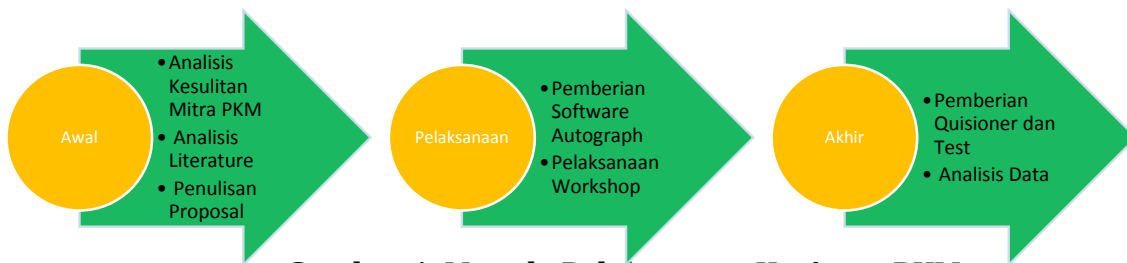 Awal
•Analisis
Kesulitan
Mitra PKM
• Analisis
Literature
• Penulisan
Proposal
Pelaksanaan
•Pemberian
Software
Autograph
•Pelaksanaan
Workshop
Akhir
•Pemberian
Quisioner dan
Test
• Analisis Data